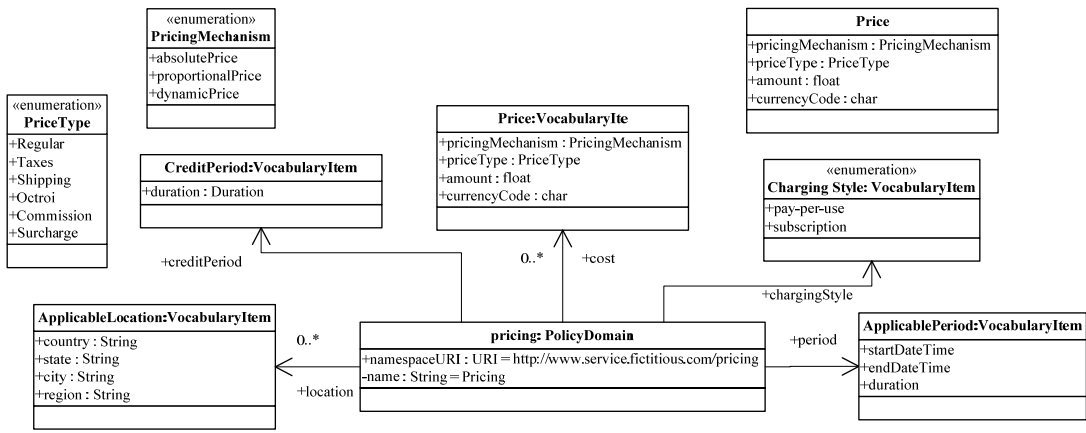 «enumeration»
PricingMechanism
+absolutePrice
+proportionalPrice
+dynamicPrice
Price
+pricingMechanism : PricingMechanism
+priceType : PriceType
+amount : float
+currencyCode : char
«enumeration»
PriceType
+Regular
+Taxes
+Shipping
+Octroi
+Commission
+Surcharge
Price:VocabularyIte
+pricingMechanism : PricingMechanism
+priceType : PriceType
+amount : float
+currencyCode : char
CreditPeriod:VocabularyItem
+duration : Duration
«enumeration»
Charging Style: VocabularyItem
+pay-per-use
+subscription
+creditPeriod
0..*
+cost
+chargingStyle
ApplicableLocation:VocabularyItem
+country : String
+state : String
+city : String
+region : String
0..*
+location
pricing: PolicyDomain
+namespaceURI : URI = http://www.service.fictitious.com/pricing
-name : String = Pricing
+period
ApplicablePeriod:VocabularyItem
+startDateTime
+endDateTime
+duration